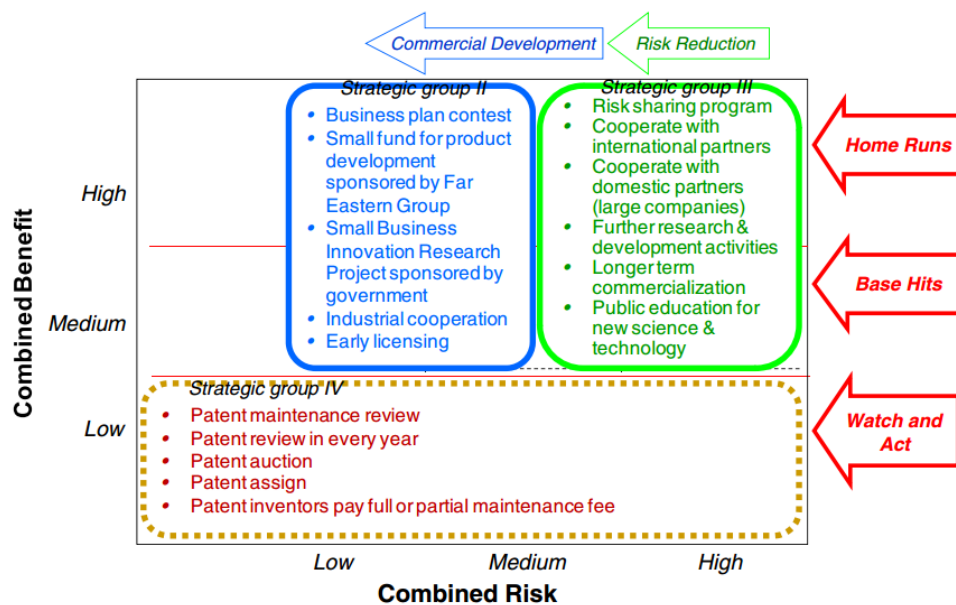 Commercial Development
Risk Reduction
Strategic group II
• Business plan contest
• Small fund for product
development
sponsored by Far
Eastern Group
• Small Business
Innovation Research
Project sponsored by
government
• Industrial cooperation
• Early licensing
Strategic group III
• Risk sharing program
• Cooperate with
international partners
• Cooperate with
domestic partners
(large companies)
• Further research &
development activities
• Longer term
commercialization
• Public education for
new science &
technology
Home Runs
Base Hits
Watch and
Act
Combined Benefit
High
Medium
Low
Strategic group IV
• Patent maintenance review
• Patent review in every year
• Patent auction
• Patent assign
• Patent inventors pay full or partial maintenance fee
Low
Medium
High
Combined Risk